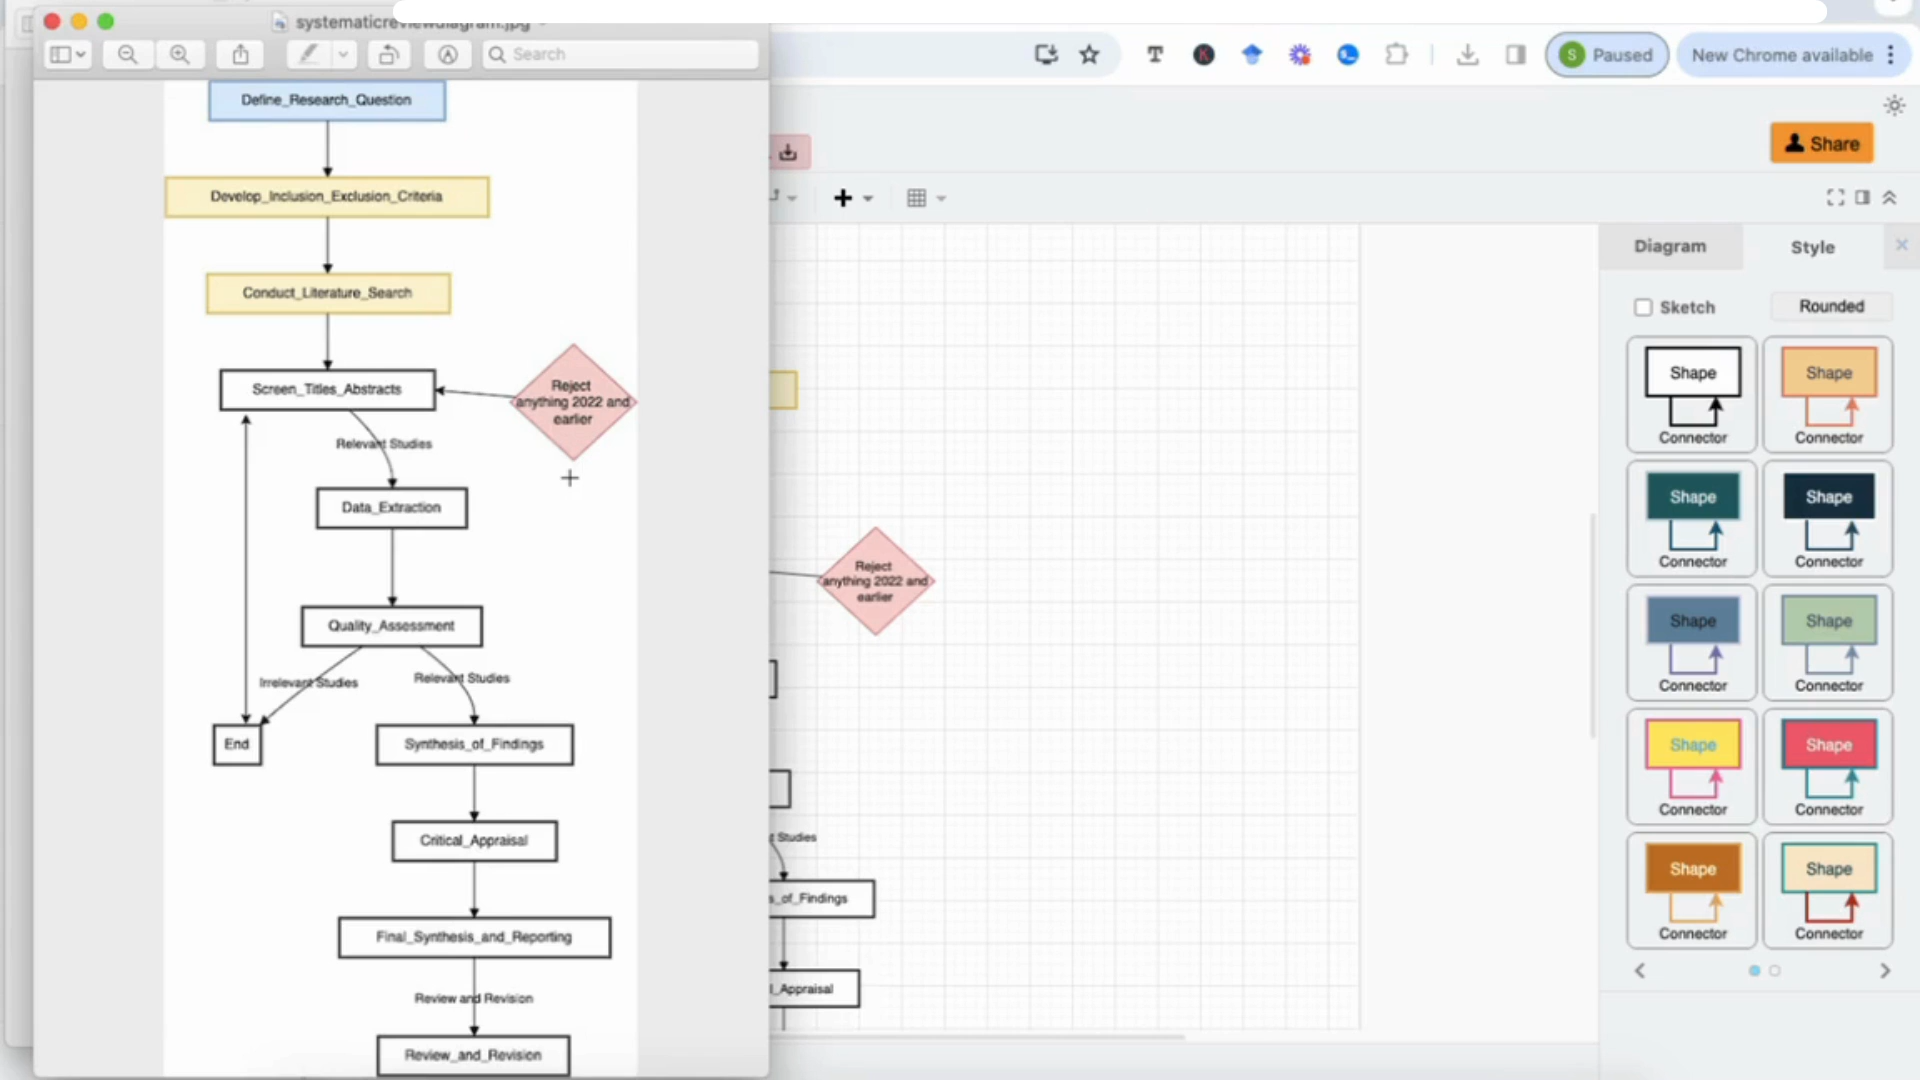 systematicreviewdiagram.jpg
Search
Define_Research_Question
Develop_Inclusion_Exclusion_Criteria
Conduct_Literature_Search
Screen_Titles_Abstracts
Reject
anything 2022 and
earlier
Relevant Studies
Data_Extraction
Quality_Assessment
Irrelevant Studies
Relevant Studies
End
Synthesis_of_Findings
Critical_Appraisal
Final_Synthesis_and_Reporting
Review and Revision
Review_and_Revision
Reject
anything 2022 and
earlier
t Studies
s_of_Findings
l_Appraisal
S Paused
New Chrome available
Share
Diagram
Style
Sketch
Rounded
Shape
Connector
Shape
Connector
Shape
Connector
Shape
Connector
Shape
Connector
Shape
Connector
Shape
Connector
Shape
Connector
Shape
Connector
Shape
Connector